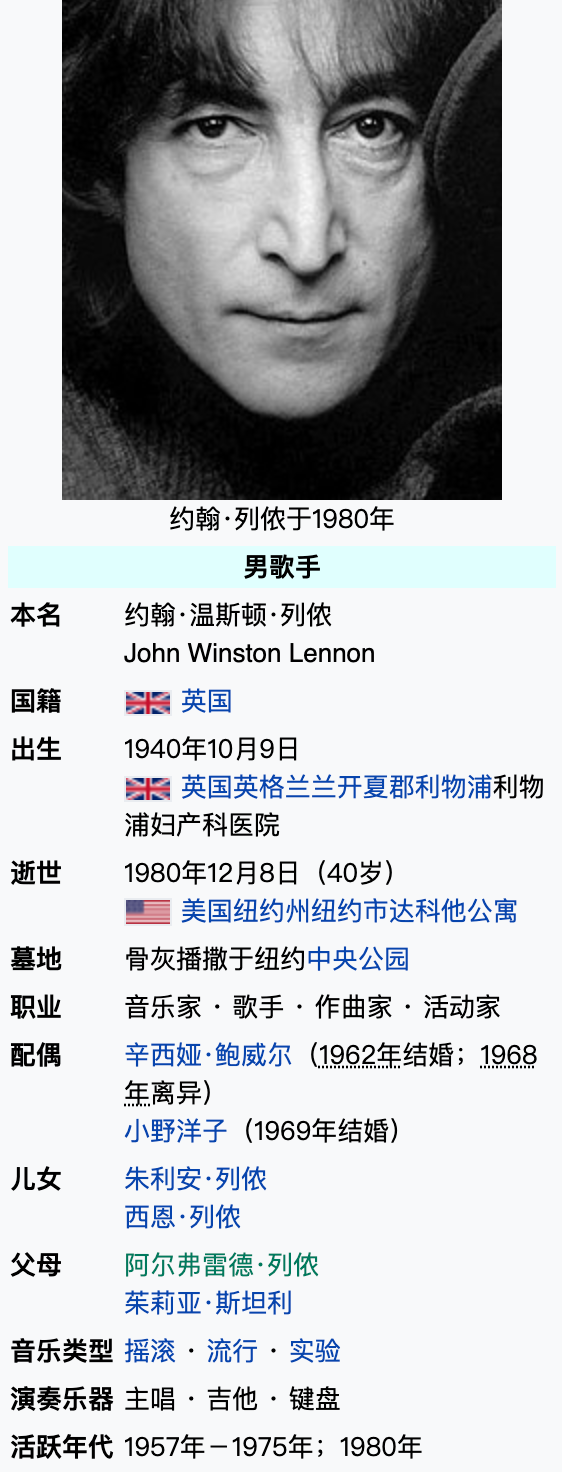 约翰·列侬于1980年
男歌手
本名 约翰·温斯顿·列侬
John Winston Lennon
国籍 英国
出生 1940年10月9日
英国英格兰兰开夏郡利物浦利物
浦妇产科医院
逝世 1980年12月8日（40岁）
美国纽约州纽约市达科他公寓
墓地 骨灰播撒于纽约中央公园
职业 音乐家 · 歌手 · 作曲家 · 活动家
配偶 辛西娅·鲍威尔（1962年结婚；1968
年离异）
小野洋子（1969年结婚）
儿女 朱利安·列侬
西恩·列侬
父母 阿尔弗雷德·列侬
茱莉亚·斯坦利
音乐类型 摇滚 · 流行 · 实验
演奏乐器 主唱 · 吉他 · 键盘
活跃年代 1957年－1975年；1980年